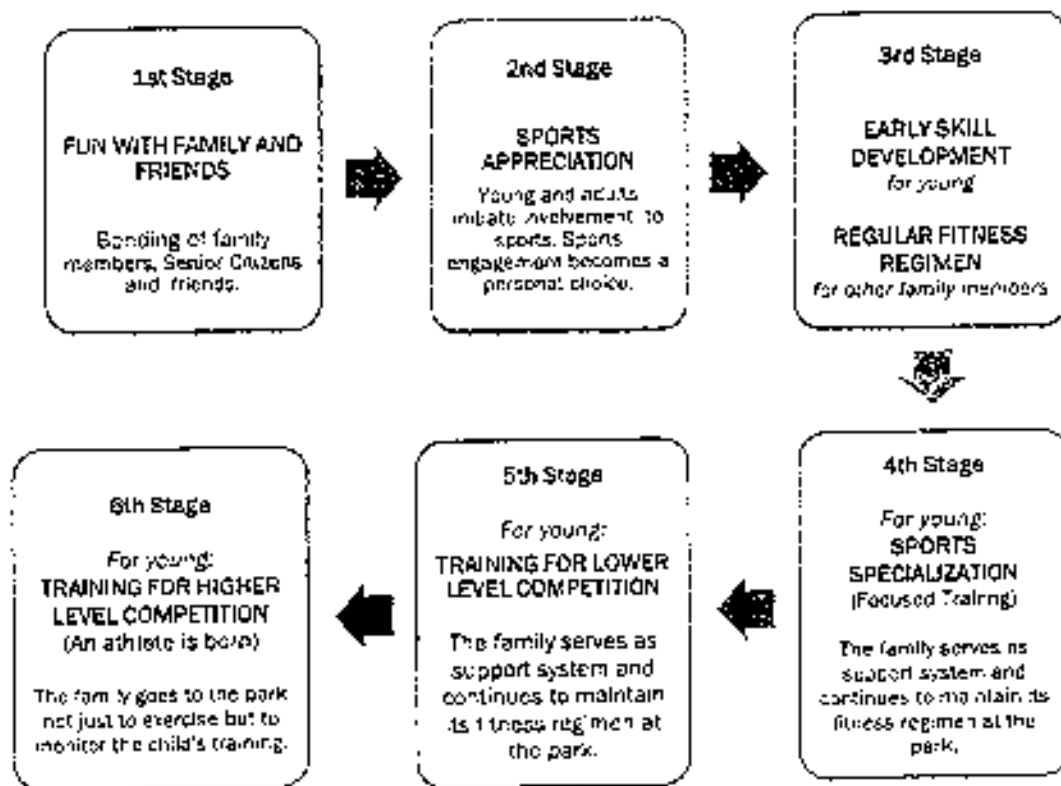 1st Stage
FUN WITH FAMILY AND
FRIENDS
Bonding of family
members, Senior Citizens
and friends.
2nd Stage
SPORTS
APPRECIATION
Young and adults
initiate involvement to
sports. Sports
engagement becomes a
personal choice.
3rd Stage
EARLY SKILL
DEVELOPMENT
for young
REGULAR FITNESS
REGIMEN
for other family members
4th Stage
For young:
SPORTS
SPECIALIZATION
(Focused Training)
The family serves as
support system and
continues to maintain its
fitness regimen at the
park.
5th Stage
For young:
TRAINING FOR LOWER
LEVEL COMPETITION
The family serves as
support system and
continues to maintain
its fitness regimen at
the park.
6th Stage
For young:
TRAINING FOR HIGHER
LEVEL COMPETITION
(An athlete is born)
The family goes to the park
not just to exercise but to
monitor the child's training.